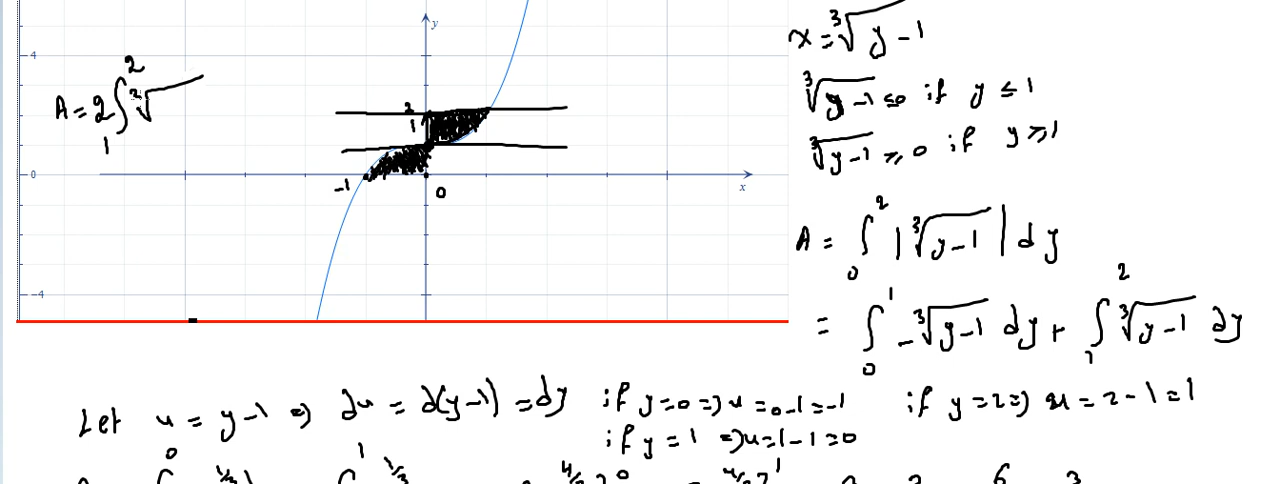 y
4
2
A = 2 ∫₁² ∛
2
1
0
x
-1
0
-4
x = ∛(y-1)
∛(y-1) ≤ 0 if y ≤ 1
∛(y-1) ≥ 0 if y ≥ 1
A = ∫₀² |∛(y-1)| dy
= ∫₀¹ -∛(y-1) dy + ∫₁² ∛(y-1) dy
Let u = y-1 ⇒ du = d(y-1) = dy if y=0 ⇒ u = 0-1 = -1 if y=2 ⇒ u = 2-1 = 1
if y = 1 ⇒ u = 1-1 = 0